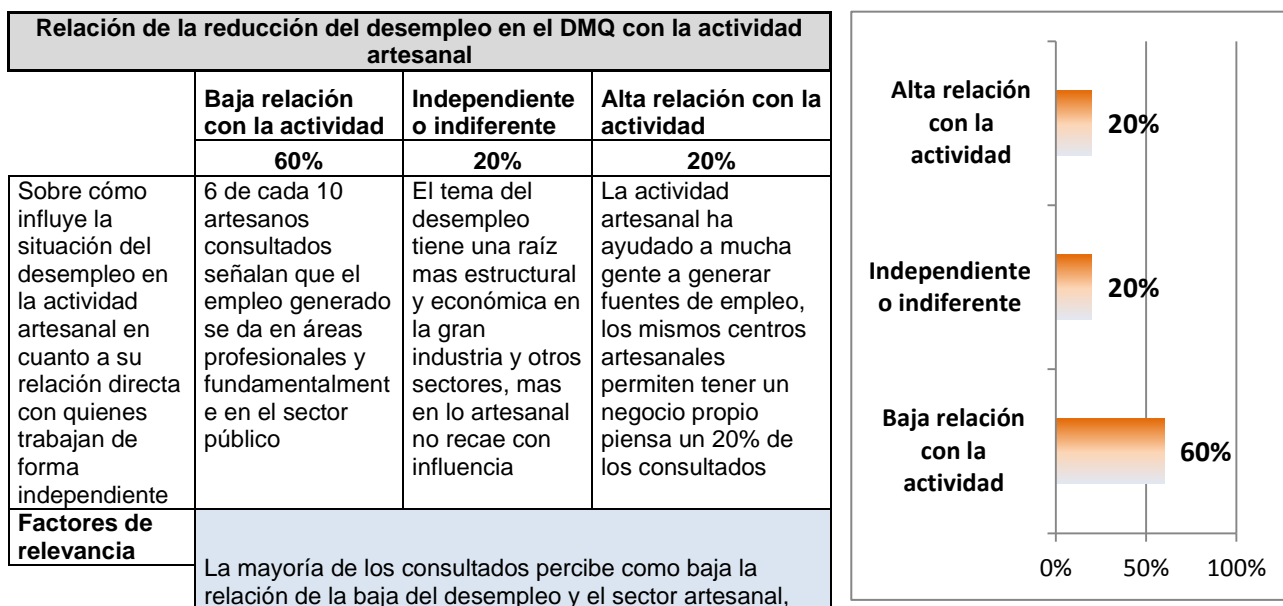 Relación de la reducción del desempleo en el DMQ con la actividad
artesanal
Baja relación
con la actividad
Independiente
o indiferente
Alta relación con la
actividad
60%
20%
20%
Sobre cómo
influye la
situación del
desempleo en
la actividad
artesanal en
cuanto a su
relación directa
con quienes
trabajan de
forma
independiente
6 de cada 10
artesanos
consultados
señalan que el
empleo generado
se da en áreas
profesionales y
fundamentalment
e en el sector
público
El tema del
desempleo
tiene una raíz
mas estructural
y económica en
la gran
industria y otros
sectores, mas
en lo artesanal
no recae con
influencia
La actividad
artesanal ha
ayudado a mucha
gente a generar
fuentes de empleo,
los mismos centros
artesanales
permiten tener un
negocio propio
piensa un 20% de
los consultados
Factores de
relevancia
La mayoría de los consultados percibe como baja la
relación de la baja del desempleo y el sector artesanal,
Alta relación
con la
actividad
20%
Independiente
o indiferente
20%
Baja relación
con la
actividad
60%
0%
50%
100%